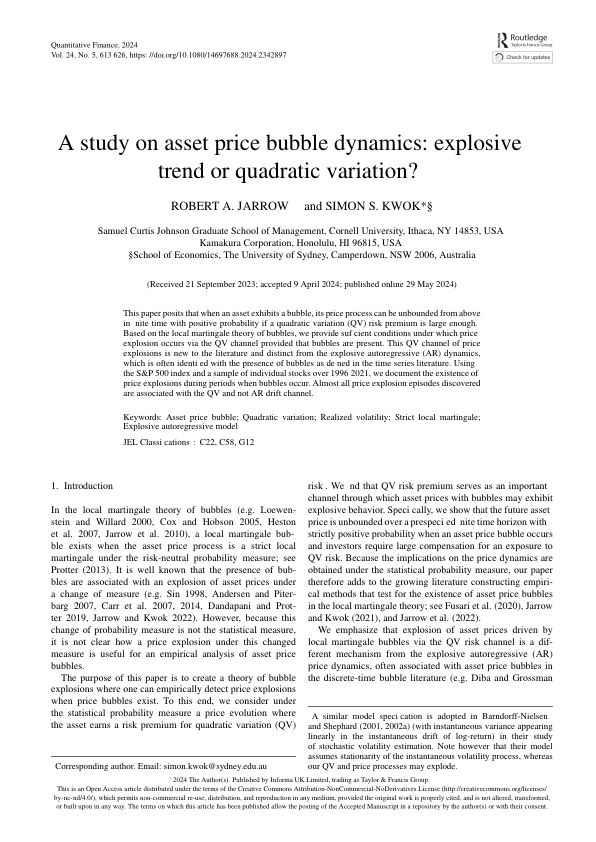 Quantitative Finance, 2024
Vol. 24, No. 5, 613 626, https: //doi.org/10.1080/14697688.2024.2342897
Routledge
Taylor & Francis Group
Check for updates
A study on asset price bubble dynamics: explosive
trend or quadratic variation?
ROBERT A. JARROW and SIMON S. KWOK*§
Samuel Curtis Johnson Graduate School of Management, Cornell University, Ithaca, NY 14853, USA
Kamakura Corporation, Honolulu, HI 96815, USA
§School of Economics, The University of Sydney, Camperdown, NSW 2006, Australia
(Received 21 September 2023; accepted 9 April 2024; published online 29 May 2024)
This paper posits that when an asset exhibits a bubble, its price process can be unbounded from above
in nite time with positive probability if a quadratic variation (QV) risk premium is large enough.
Based on the local martingale theory of bubbles, we provide suf cient conditions under which price
explosion occurs via the QV channel provided that bubbles are present. This QV channel of
price explosions is new to the literature and distinct from the explosive autoregressive (AR) dynamics,
which is often identi ed with the presence of bubbles as de ned in the time series literature. Using
the S&P 500 index and a sample of individual stocks over 1996 2021, we document the existence of
price explosions during periods when bubbles occur. Almost all price explosion episodes discovered
are associated with the QV and not AR drift channel.
Keywords: Asset price bubble; Quadratic variation; Realized volatility; Strict local martingale;
Explosive autoregressive model
JEL Classi cations : C22, C58, G12
1. Introduction
In the local martingale theory of bubbles (e.g. Loewen-
stein and Willard 2000, Cox and Hobson 2005, Heston
et al. 2007, Jarrow et al. 2010), a local martingale bub-
ble exists when the asset price process is a strict local
martingale under the risk-neutral probability measure; see
Protter (2013). It is well known that the presence of bub-
bles are associated with an explosion of asset prices under
a change of measure (e.g. Sin 1998, Andersen and Piter-
barg 2007, Carr et al. 2007, 2014, Dandapani and Prot-
ter 2019, Jarrow and Kwok 2022). However, because this
change of probability measure is not the statistical measure,
it is not clear how a price explosion under this changed
measure is useful for an empirical analysis of asset price
bubbles.
The purpose of this paper is to create a theory of bubble
explosions where one can empirically detect price explosions
when price bubbles exist. To this end, we consider under
the statistical probability measure a price evolution where
the asset earns a risk premium for quadratic variation (QV)
Corresponding author. Email: simon.kwok@sydney.edu.au
risk . We nd that QV risk premium serves as an important
channel through which asset prices with bubbles may exhibit
explosive behavior. Speci cally, we show that the future asset
price is unbounded over a prespeci ed nite time horizon with
strictly positive probability when an asset price bubble occurs
and investors require large compensation for an exposure to
QV risk. Because the implications on the price dynamics are
obtained under the statistical probability measure, our paper
therefore adds to the growing literature constructing empiri-
cal methods that test for the existence of asset price bubbles
in the local martingale theory; see Fusari et al. (2020), Jarrow
and Kwok (2021), and Jarrow et al. (2022).
We emphasize that explosion of asset prices driven by
local martingale bubbles via the QV risk channel is a dif-
ferent mechanism from the explosive autoregressive (AR)
price dynamics, often associated with asset price bubbles in
the discrete-time bubble literature (e.g. Diba and Grossman
A similar model speci cation is adopted in Barndorff-Nielsen
and Shephard (2001, 2002a) (with instantaneous variance appearing
linearly in the instantaneous drift of log-return) in their study
of stochastic volatility estimation. Note however that their model
assumes stationarity of the instantaneous volatility process, whereas
our QV and price processes may explode.
' 2024 The Author(s). Published by Informa UK Limited, trading as Taylor & Francis Group.
This is an Open Access article distributed under the terms of the Creative Commons Attribution-NonCommercial-NoDerivatives License (http://creativecommons.org/licenses/
by-nc-nd/4.0/), which permits non-commercial re-use, distribution, and reproduction in any medium, provided the original work is properly cited, and is not altered, transformed,
or built upon in any way. The terms on which this article has been published allow the posting of the Accepted Manuscript in a repository by the author(s) or with their consent.